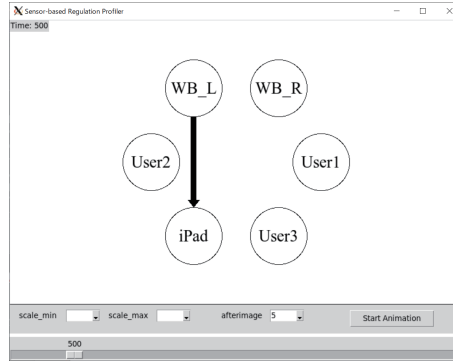 Sensor-based Regulation Profiler
Time: 500
WB_L
WB_R
User2
User1
iPad
User3
scale_min
scale_max
afterimage 5
Start Animation
500